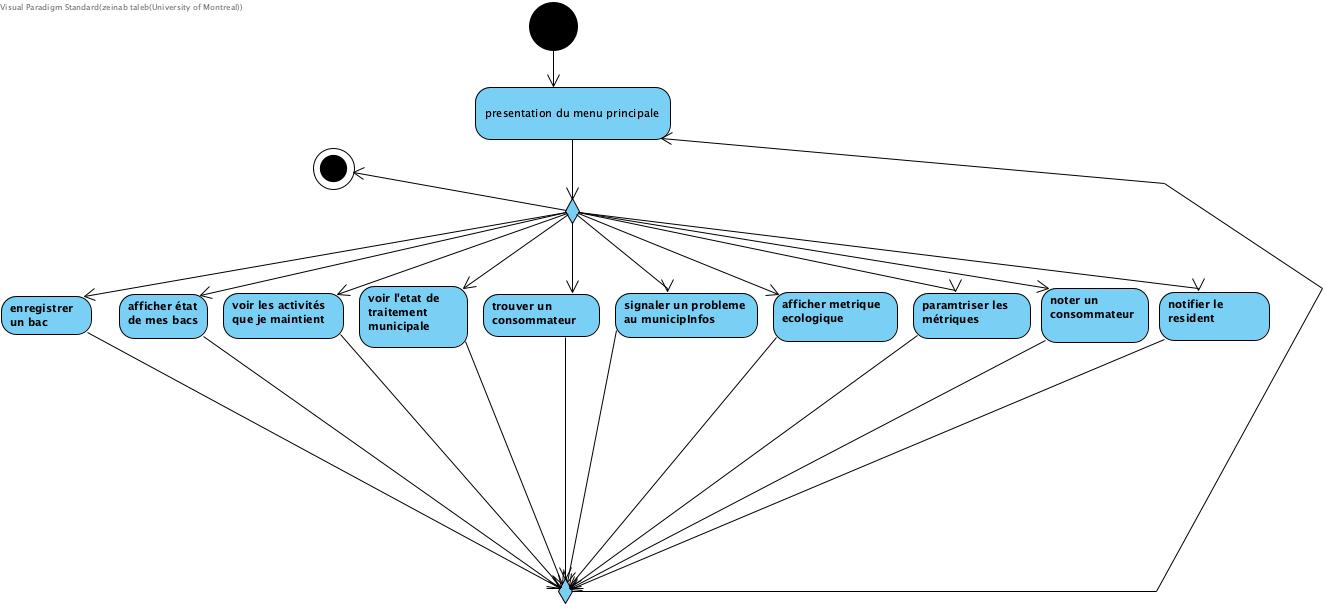 Visual Paradigm Standard(zeinab taleb(University of Montreal))
presentation du menu principale
enregistrer
un bac
afficher état
de mes bacs
voir les activités
que je maintient
voir l'etat de
traitement
municipale
trouver un
consommateur
signaler un probleme
au municipInfos
afficher metrique
ecologique
paramtriser les
métriques
noter un
consommateur
notifier le
resident